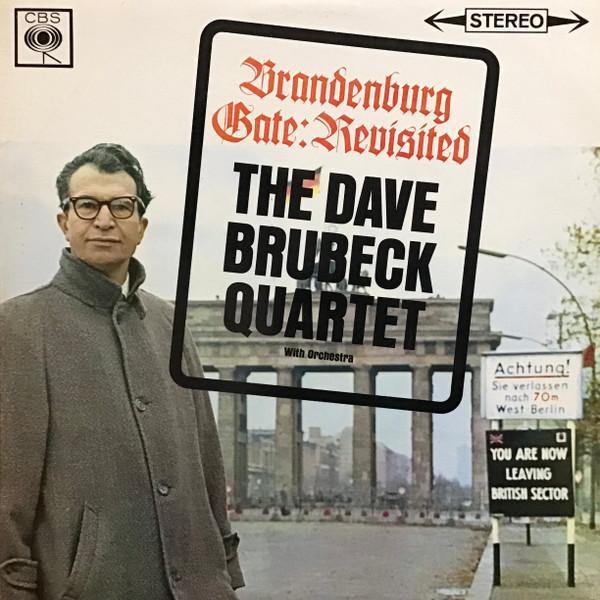 CBS
STEREO
Brandenburg
Gate: Revisited
THE DAVE
BRUBECK
QUARTET
With Orchestra
Achtung!
Sie verlassen
nach 70m
West-Berlin
YOU ARE NOW
LEAVING
BRITISH SECTOR